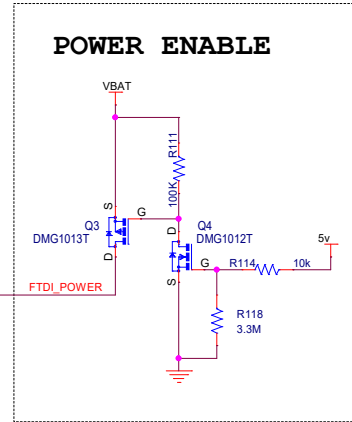 POWER ENABLE
VBAT
R111
100K
S
Q3
G
DMG1013T
D
Q4
D
DMG1012T
5v
G
R114
10k
S
FTDI_POWER
R118
3.3M